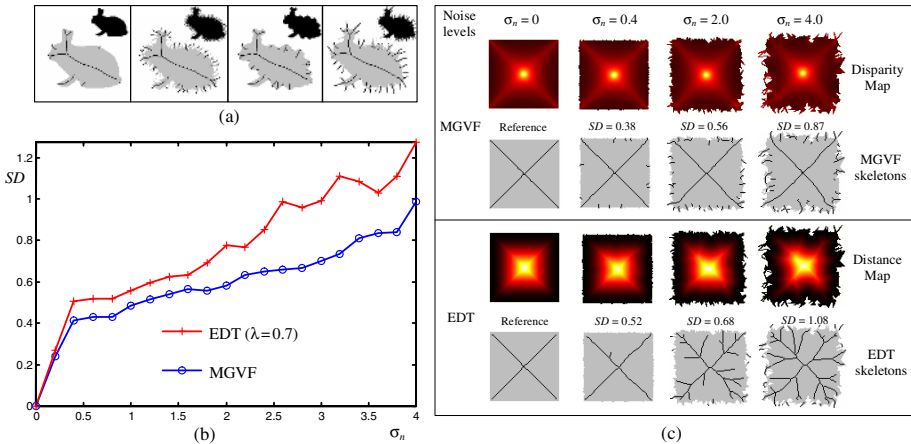 (a)
SD
1.2
1
0.8
0.6
0.4
0.2
0
0 0.5 1 1.5 2 2.5 3 3.5 4
σn
EDT (λ=0.7)
MGVF
(b)
Noise levels
σn = 0 σn = 0.4 σn = 2.0 σn = 4.0
Disparity Map
MGVF
Reference SD = 0.38 SD = 0.56 SD = 0.87
MGVF skeletons
Distance Map
EDT
Reference SD = 0.52 SD = 0.68 SD = 1.08
EDT skeletons
(c)